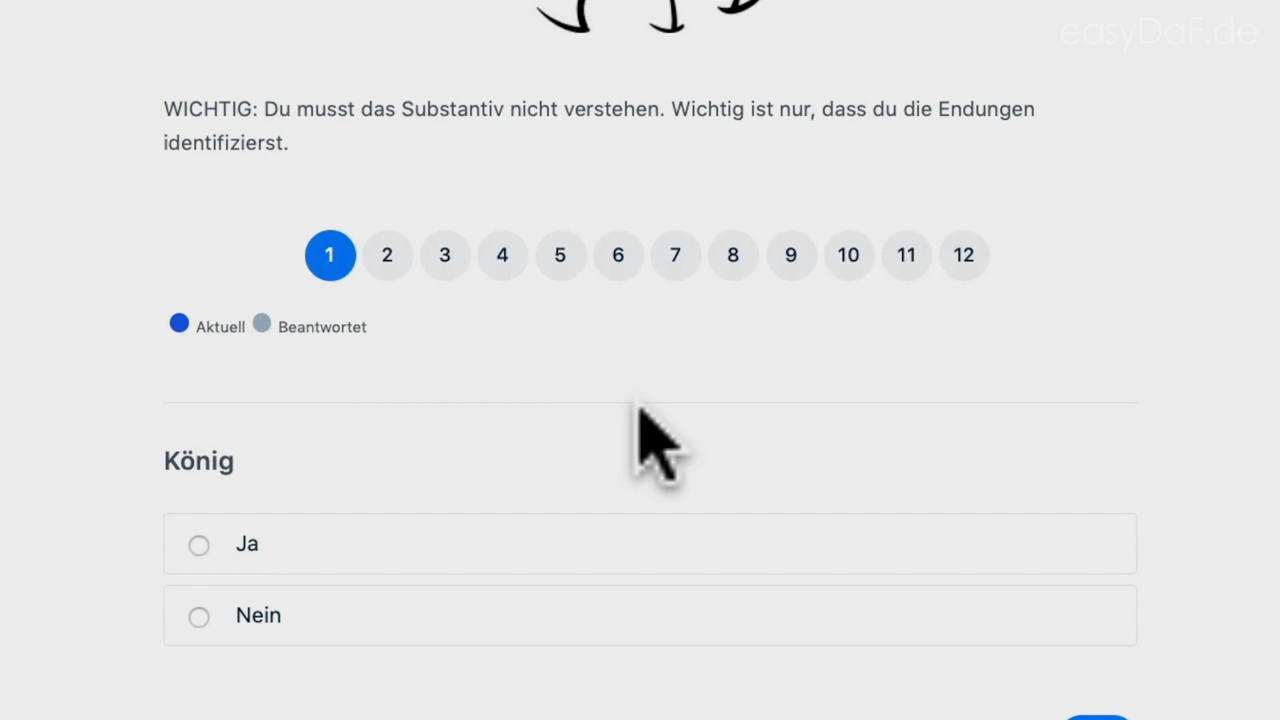 easyDaF.de
WICHTIG: Du musst das Substantiv nicht verstehen. Wichtig ist nur, dass du die Endungen
identifizierst.
1 2 3 4 5 6 7 8 9 10 11 12
Aktuell Beantwortet
König
Ja
Nein